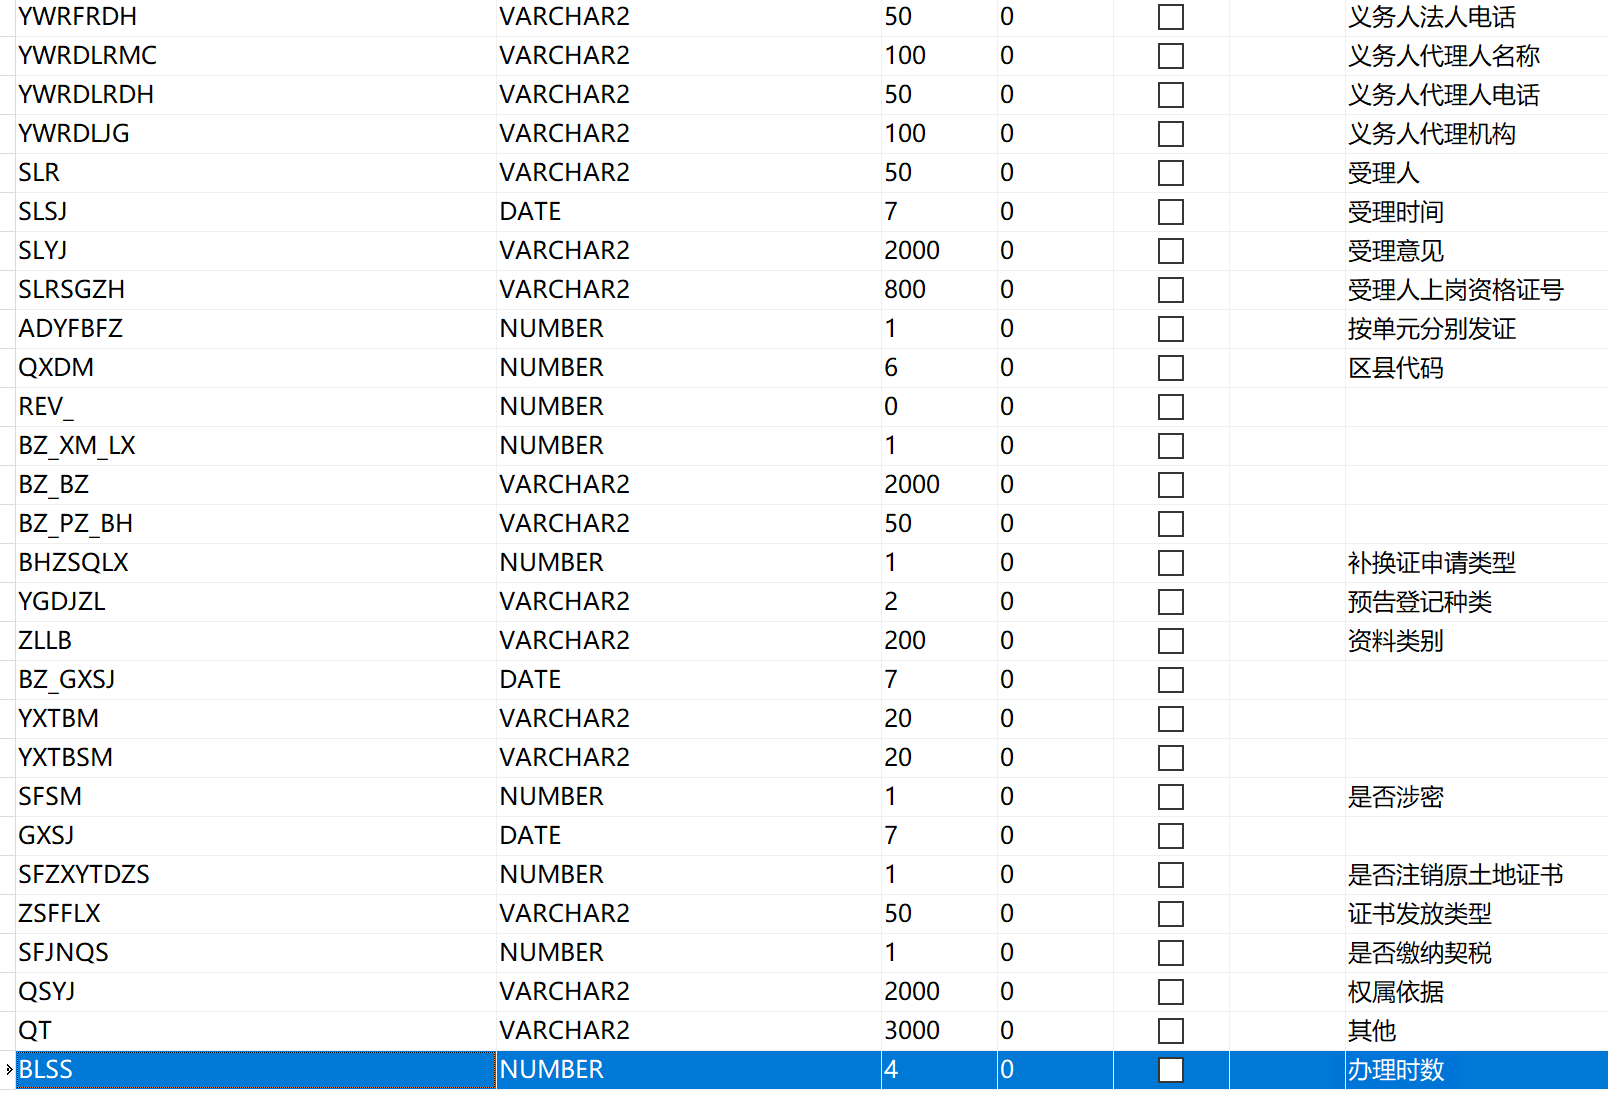 YWRFRDH VARCHAR2 50 0 义务人法人电话
YWRDLRMC VARCHAR2 100 0 义务人代理人名称
YWRDLRDH VARCHAR2 50 0 义务人代理人电话
YWRDLJG VARCHAR2 100 0 义务人代理机构
SLR VARCHAR2 50 0 受理人
SLSJ DATE 7 0 受理时间
SLYJ VARCHAR2 2000 0 受理意见
SLRSGZH VARCHAR2 800 0 受理人上岗资格证号
ADYFBFZ NUMBER 1 0 按单元分别发证
QXDM NUMBER 6 0 区县代码
REV_ NUMBER 0 0
BZ_XM_LX NUMBER 1 0
BZ_BZ VARCHAR2 2000 0
BZ_PZ_BH VARCHAR2 50 0
BHZSQLX NUMBER 1 0 补换证申请类型
YGDJZL VARCHAR2 2 0 预告登记种类
ZLLB VARCHAR2 200 0 资料类别
BZ_GXSJ DATE 7 0
YXTBM VARCHAR2 20 0
YXTBSM VARCHAR2 20 0
SFSM NUMBER 1 0 是否涉密
GXSJ DATE 7 0
SFZXYTDZS NUMBER 1 0 是否注销原土地证书
ZSFFLX VARCHAR2 50 0 证书发放类型
SFJNQS NUMBER 1 0 是否缴纳契税
QSYJ VARCHAR2 2000 0 权属依据
QT VARCHAR2 3000 0 其他
BLSS NUMBER 4 0 办理时数